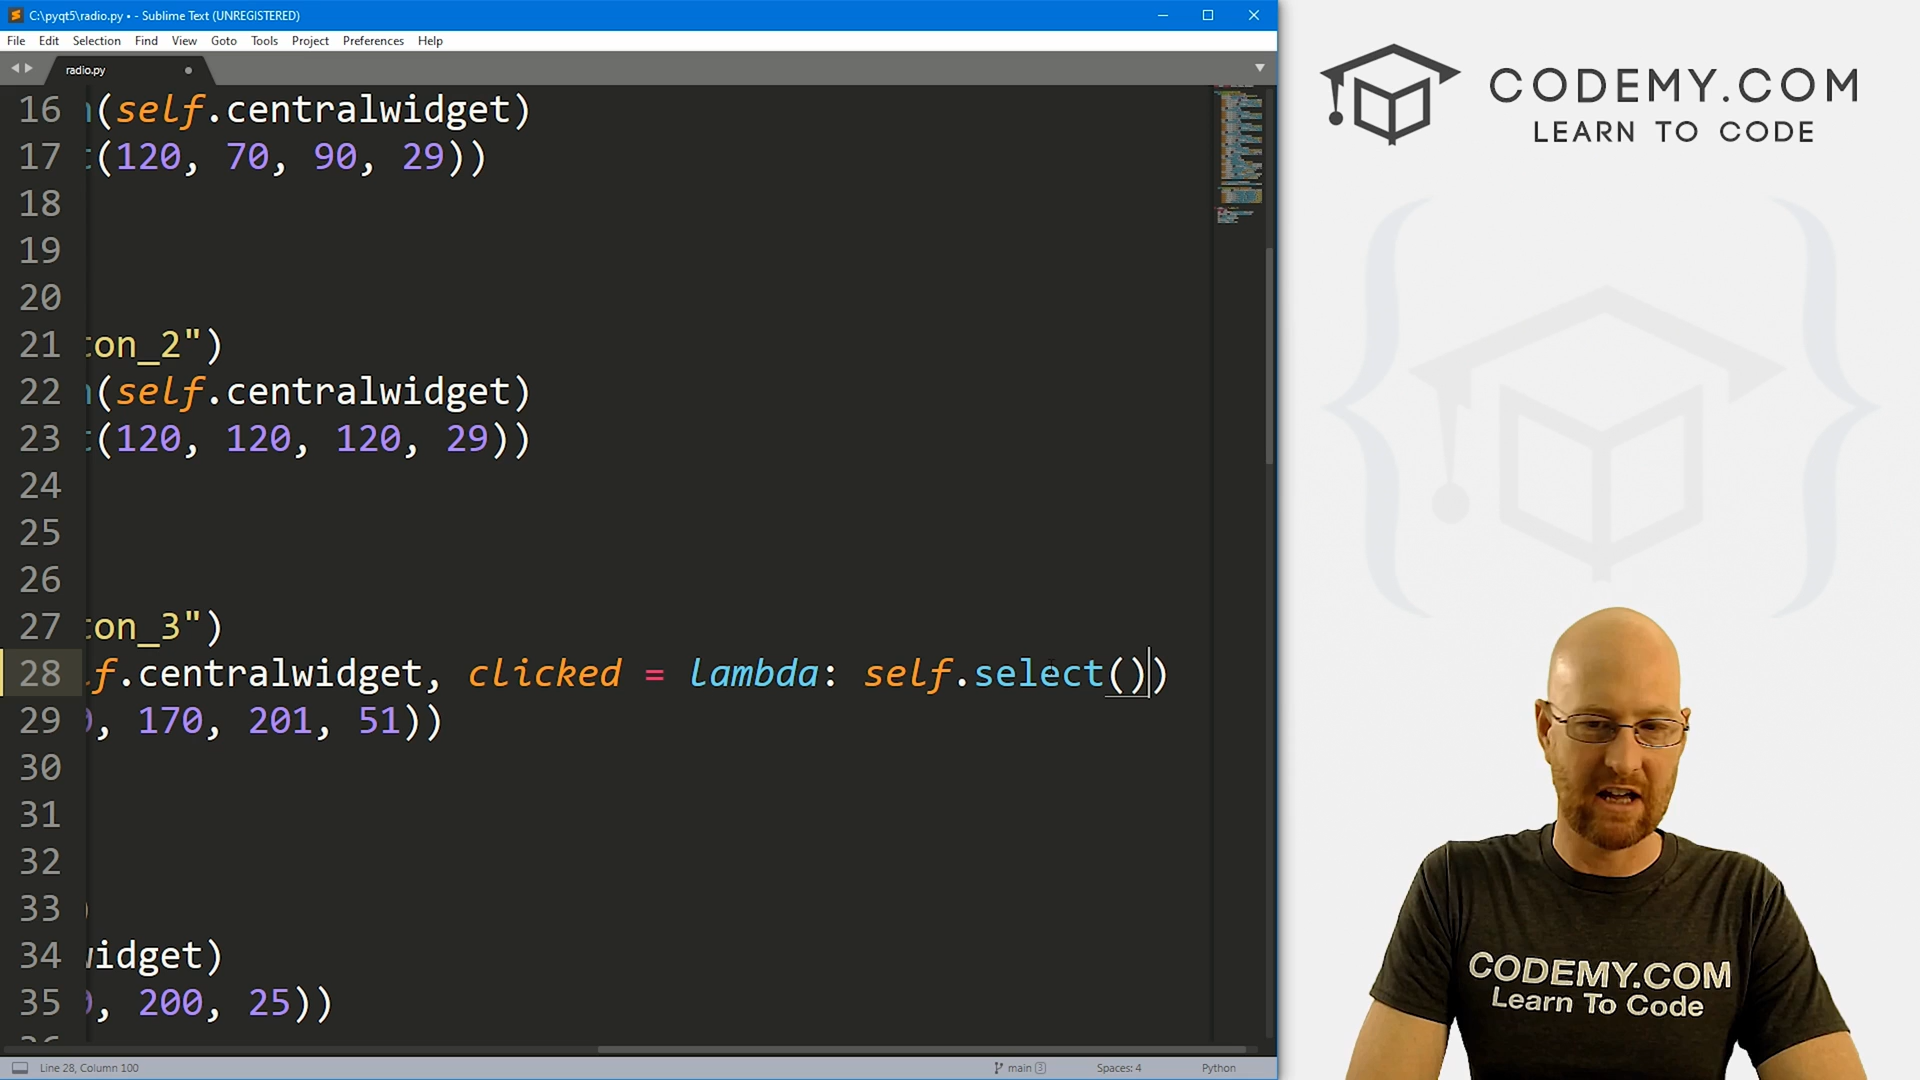 C:\pyqt5\radio.py • - Sublime Text (UNREGISTERED)
File Edit Selection Find View Goto Tools Project Preferences Help
radio.py
16 (self.centralwidget)
17 (120, 70, 90, 29))
18
19
20
21 ton_2")
22 (self.centralwidget)
23 (120, 120, 120, 29))
24
25
26
27 ton_3")
28 f.centralwidget, clicked = lambda: self.select())
29 , 170, 201, 51))
30
31
32
33 )
34 widget)
35 , 200, 25))
Line 28, Column 100
main 3
Spaces: 4
Python
CODEMY.COM
LEARN TO CODE
CODEMY.COM
Learn To Code